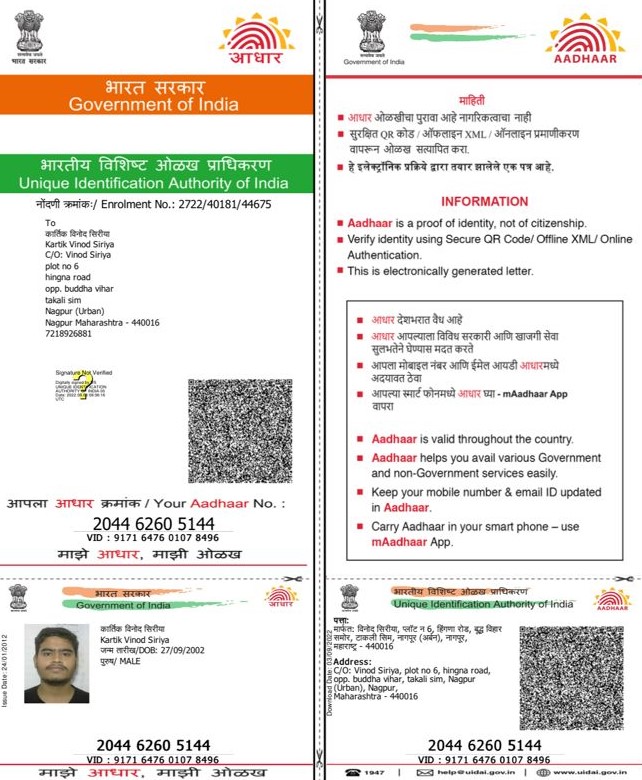 सत्यमेव जयते
भारत सरकार
आधार
भारत सरकार
Government of India
भारतीय विशिष्ट ओळख प्राधिकरण
Unique Identification Authority of India
नोंदणी क्रमांक:/ Enrolment No.: 2722/40181/44675
To
कार्तिक विनोद सिरीया
Kartik Vinod Siriya
C/O: Vinod Siriya
plot no 6
hingna road
opp. buddha vihar
takali sim
Nagpur (Urban)
Nagpur Maharashtra - 440016
7218926881
Signature Not Verified
Digitally signed by DS
UNIQUE IDENTIFICATION
AUTHORITY OF INDIA 05
UTC
आपला आधार क्रमांक / Your Aadhaar No. :
2044 6260 5144
VID : 9171 6476 0107 8496
माझे आधार, माझी ओळख
भारत सरकार
Government of India
आधार
Issue Date: 24/01/2012
कार्तिक विनोद सिरीया
Kartik Vinod Siriya
जन्म तारीख/DOB: 27/09/2002
पुरुष/ MALE
2044 6260 5144
VID : 9171 6476 0107 8496
माझे आधार, माझी ओळख
सत्यमेव जयते
Government of India
AADHAAR
माहिती
आधार ओळखीचा पुरावा आहे नागरिकत्वाचा नाही
सुरक्षित QR कोड / ऑफलाइन XML / ऑनलाइन प्रमाणीकरण
वापरून ओळख सत्यापित करा.
हे इलेक्ट्रॉनिक प्रक्रिये द्वारा तयार झालेले एक पत्र आहे.
INFORMATION
Aadhaar is a proof of identity, not of citizenship.
Verify identity using Secure QR Code/ Offline XML/ Online
Authentication.
This is electronically generated letter.
आधार देशभरात वैध आहे
आधार आपल्याला विविध सरकारी आणि खाजगी सेवा
सुलभतेने घेण्यास मदत करते
आपला मोबाइल नंबर आणि ईमेल आयडी आधारमध्ये
अदयावत ठेवा
आपल्या स्मार्ट फोनमध्ये आधार घ्या - mAadhaar App
वापरा
Aadhaar is valid throughout the country.
Aadhaar helps you avail various Government
and non-Government services easily.
Keep your mobile number & email ID updated
in Aadhaar.
Carry Aadhaar in your smart phone – use
mAadhaar App.
भारतीय विशिष्ट ओळख प्राधिकरण
Unique Identification Authority of India
AADHAAR
Download Date: 03/09/2022
पत्ता:
मार्फत: विनोद सिरीया, प्लॉट न 6, हिंगणा रोड, बुद्ध विहार
समोर, टाकली सिम, नागपूर (अर्बन), नागपूर,
महाराष्ट्र - 440016
Address:
C/O: Vinod Siriya, plot no 6, hingna road,
opp. buddha vihar, takali sim, Nagpur
(Urban), Nagpur,
Maharashtra - 440016
2044 6260 5144
VID : 9171 6476 0107 8496
1947 | help@uidai.gov.in | www.uidai.gov.in